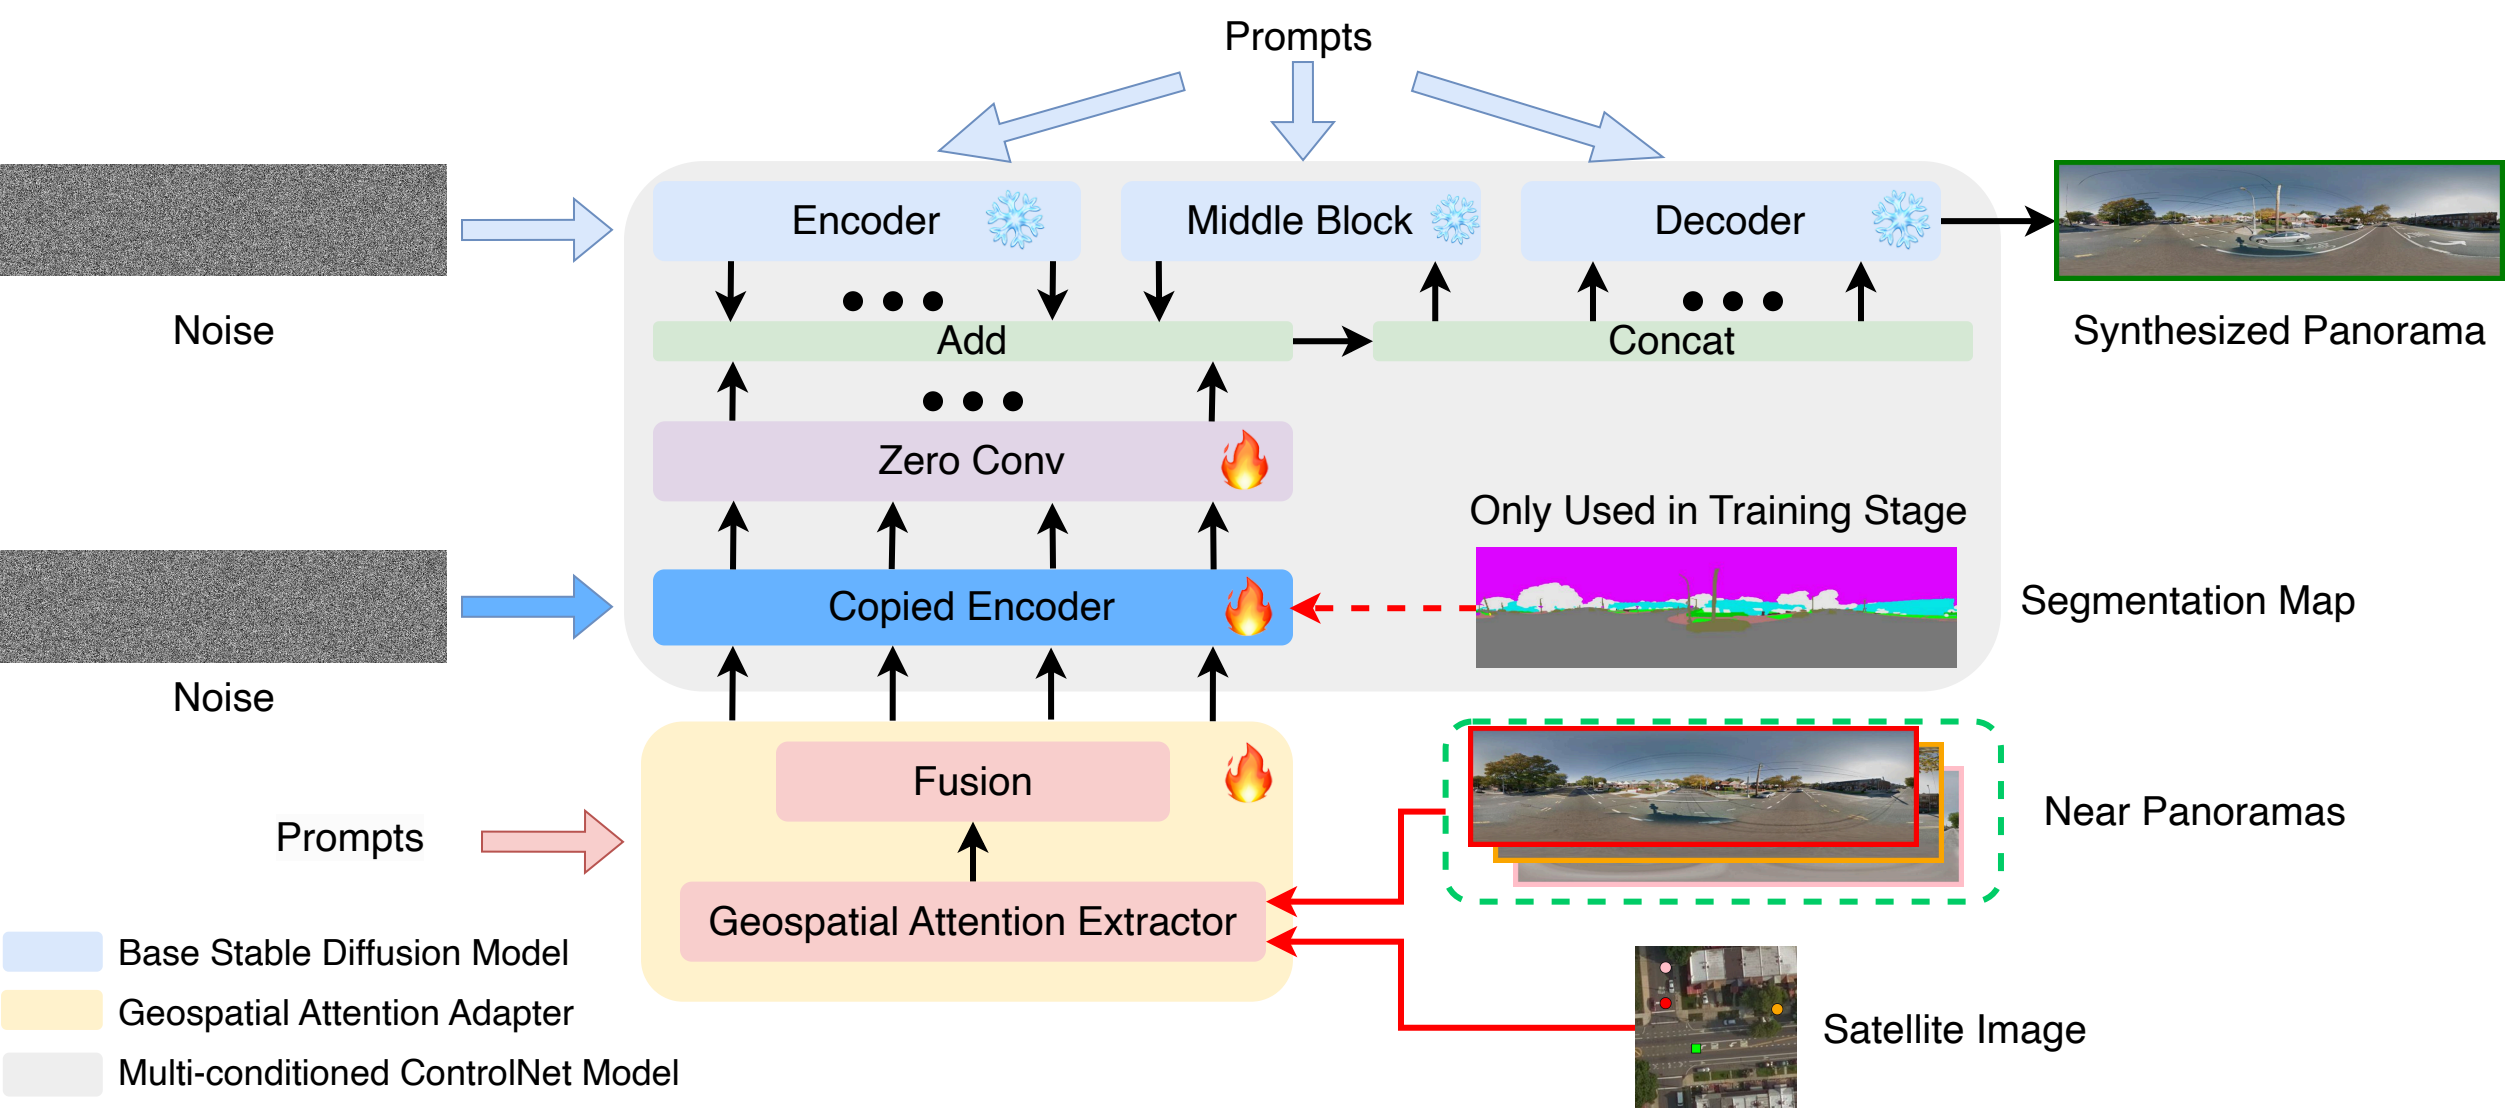 Prompts
Encoder
Middle Block
Decoder
Noise
Add
Concat
Synthesized Panorama
Zero Conv
Only Used in Training Stage
Copied Encoder
Segmentation Map
Noise
Fusion
Near Panoramas
Prompts
Geospatial Attention Extractor
Base Stable Diffusion Model
Geospatial Attention Adapter
Multi-conditioned ControlNet Model
Satellite Image